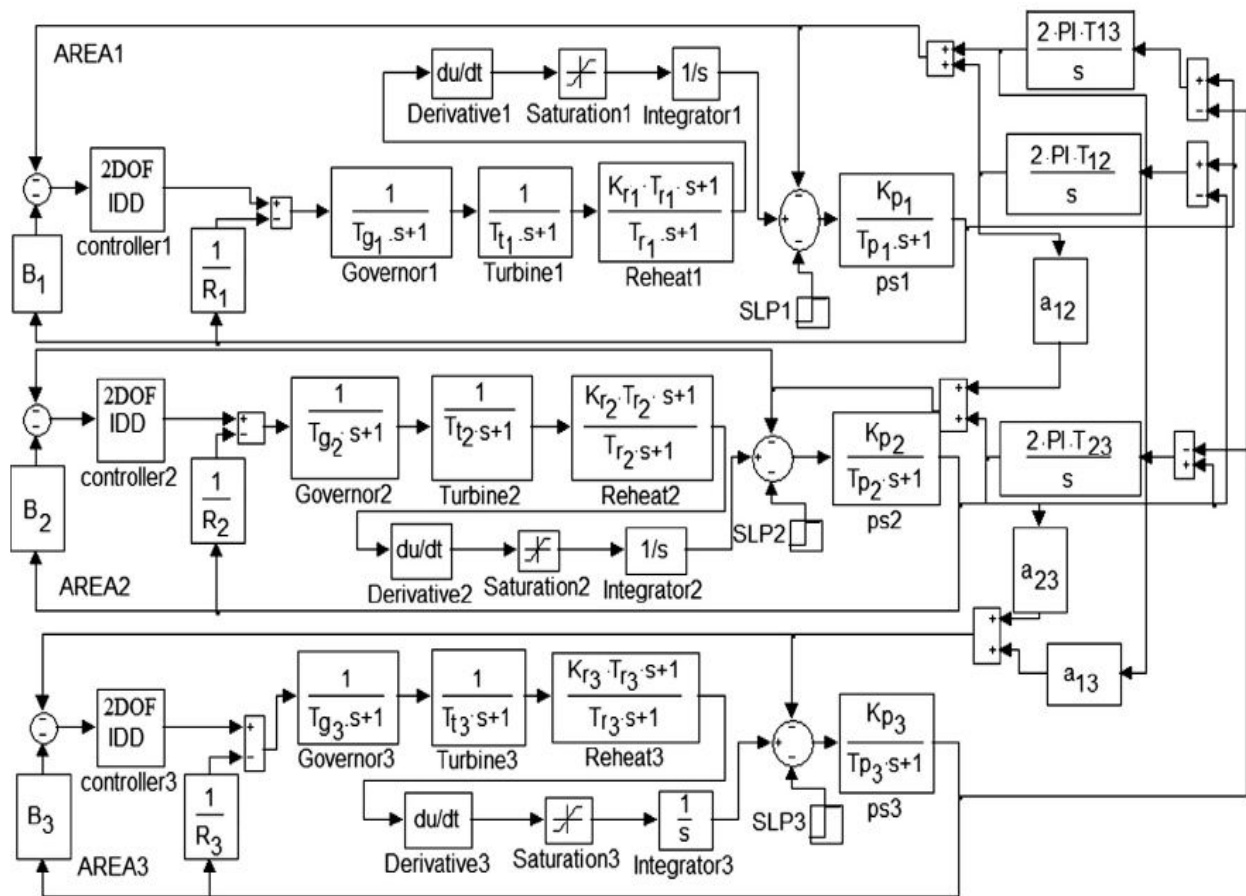 AREA1
du/dt
Derivative1
Saturation1
1/s
Integrator1
2·PI·T13
s
+
+
+
−
2DOF
IDD
controller1
−
−
B1
1
R1
+
−
1
Tg1.s+1
Governor1
1
Tt1.s+1
Turbine1
Kr1·Tr1·s+1
Tr1.s+1
Reheat1
+
−
−
Kp1
Tp1.s+1
ps1
SLP1
2·PI·T12
s
+
−
a12
2DOF
IDD
controller2
−
−
B2
1
R2
+
−
1
Tg2·s+1
Governor2
1
Tt2·s+1
Turbine2
Kr2·Tr2·s+1
Tr2·s+1
Reheat2
+
−
−
Kp2
Tp2·s+1
ps2
SLP2
+
+
2·PI·T23
s
−
+
a23
AREA2
du/dt
Derivative2
Saturation2
1/s
Integrator2
+
+
a13
2DOF
IDD
controller3
−
−
B3
1
R3
+
−
1
Tg3.s+1
Governor3
1
Tt3·s+1
Turbine3
Kr3·Tr3·s+1
Tr3·s+1
Reheat3
+
−
−
Kp3
Tp3·s+1
ps3
SLP3
AREA3
du/dt
Derivative3
Saturation3
1
s
Integrator3